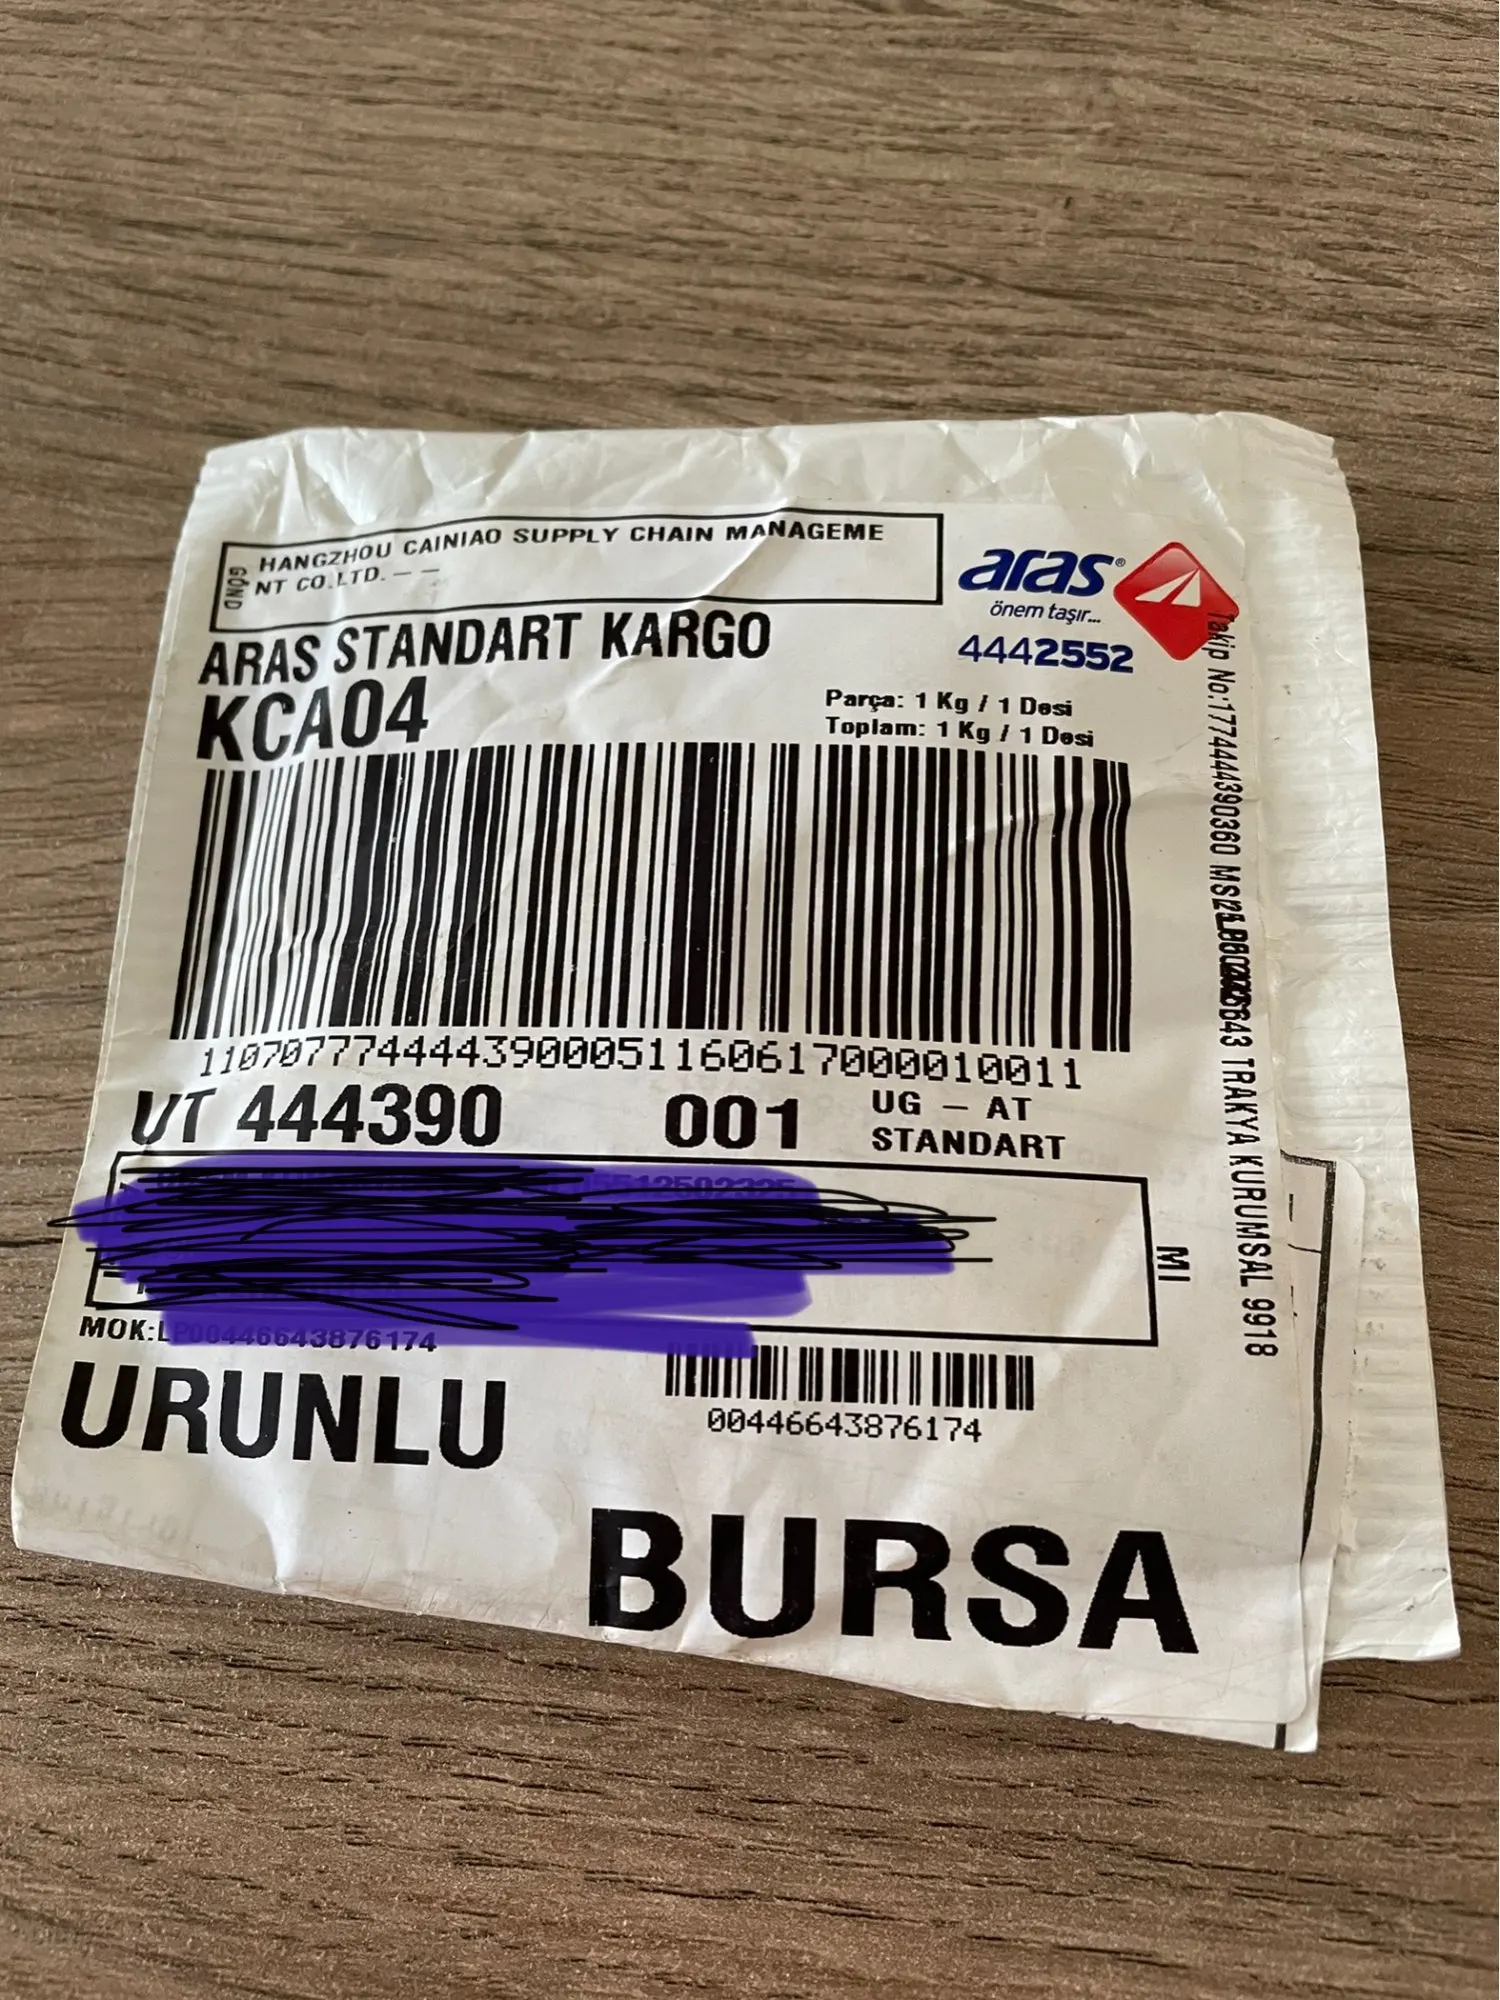 HANGZHOU CAINIAO SUPPLY CHAIN MANAGEME
NT CO.LTD. – –
GÖND
aras®
önem taşır...
4442552
ARAS STANDART KARGO
KCA04
Parça: 1 Kg / 1 Desi
Toplam: 1 Kg / 1 Desi
UT 444390 001 UG – AT
STANDART
MI
MOK:LP00446643876174
00446643876174
URUNLU
BURSA
TRAKYA KURUMSAL 9918